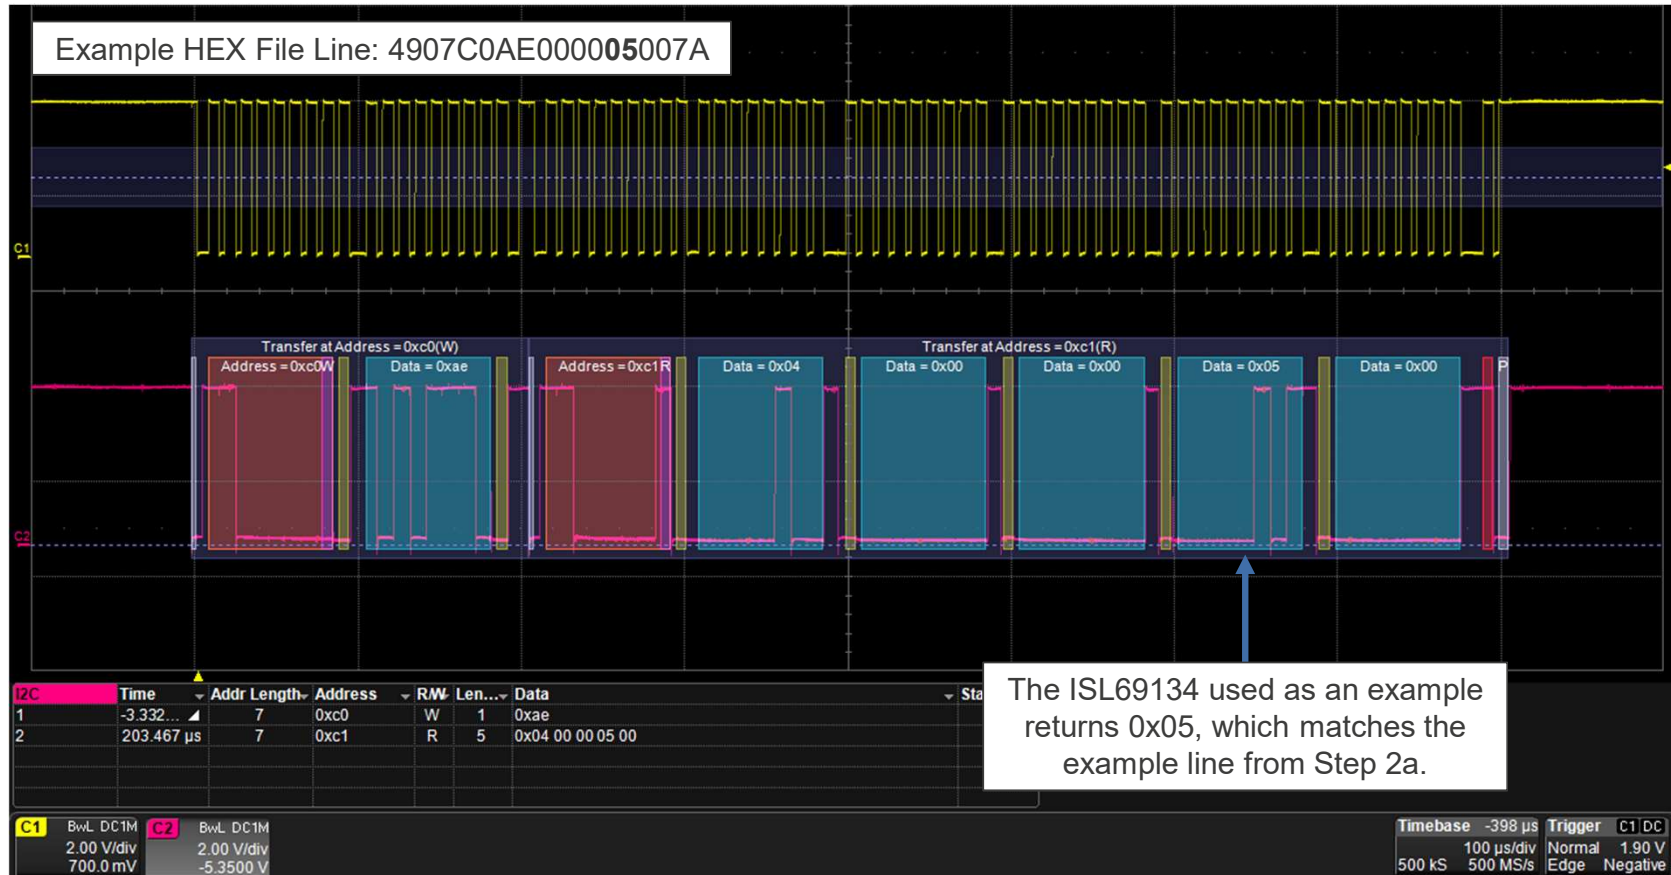 Example HEX File Line: 4907C0AE000005007A
C1
Transfer at Address =0xc0(W)
Transfer at Address =0xc1(R)
Address =0xc0W
Data = 0xae
Address =0xc1R
Data = 0x04
Data = 0x00
Data = 0x00
Data = 0x05
Data = 0x00
P
C2
The ISL69134 used as an example
returns 0x05, which matches the
example line from Step 2a.
I2C Time Addr Length Address R/W Len... Data Sta
1 -3.332... 7 0xc0 W 1 0xae
2 203.467 µs 7 0xc1 R 5 0x04 00 00 05 00
C1 BwL DC1M
2.00 V/div
700.0 mV
C2 BwL DC1M
2.00 V/div
-5.3500 V
Timebase -398 µs
100 µs/div
500 kS 500 MS/s
Trigger C1 DC
Normal 1.90 V
Edge Negative